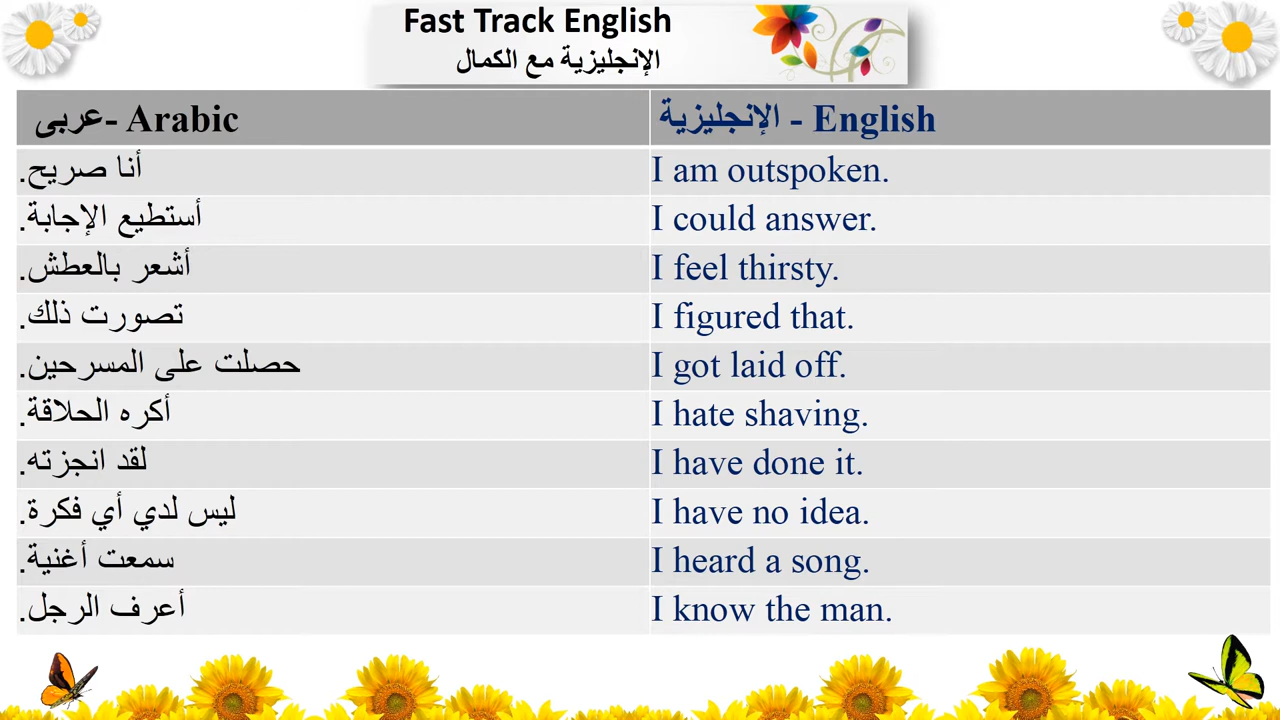 Fast Track English
الإنجليزية مع الكمال
عربى- Arabic
الإنجليزية - English
أنا صريح.
I am outspoken.
أستطيع الإجابة.
I could answer.
أشعر بالعطش.
I feel thirsty.
تصورت ذلك.
I figured that.
حصلت على المسرحين.
I got laid off.
أكره الحلاقة.
I hate shaving.
لقد انجزته.
I have done it.
ليس لدي أي فكرة.
I have no idea.
سمعت أغنية.
I heard a song.
أعرف الرجل.
I know the man.